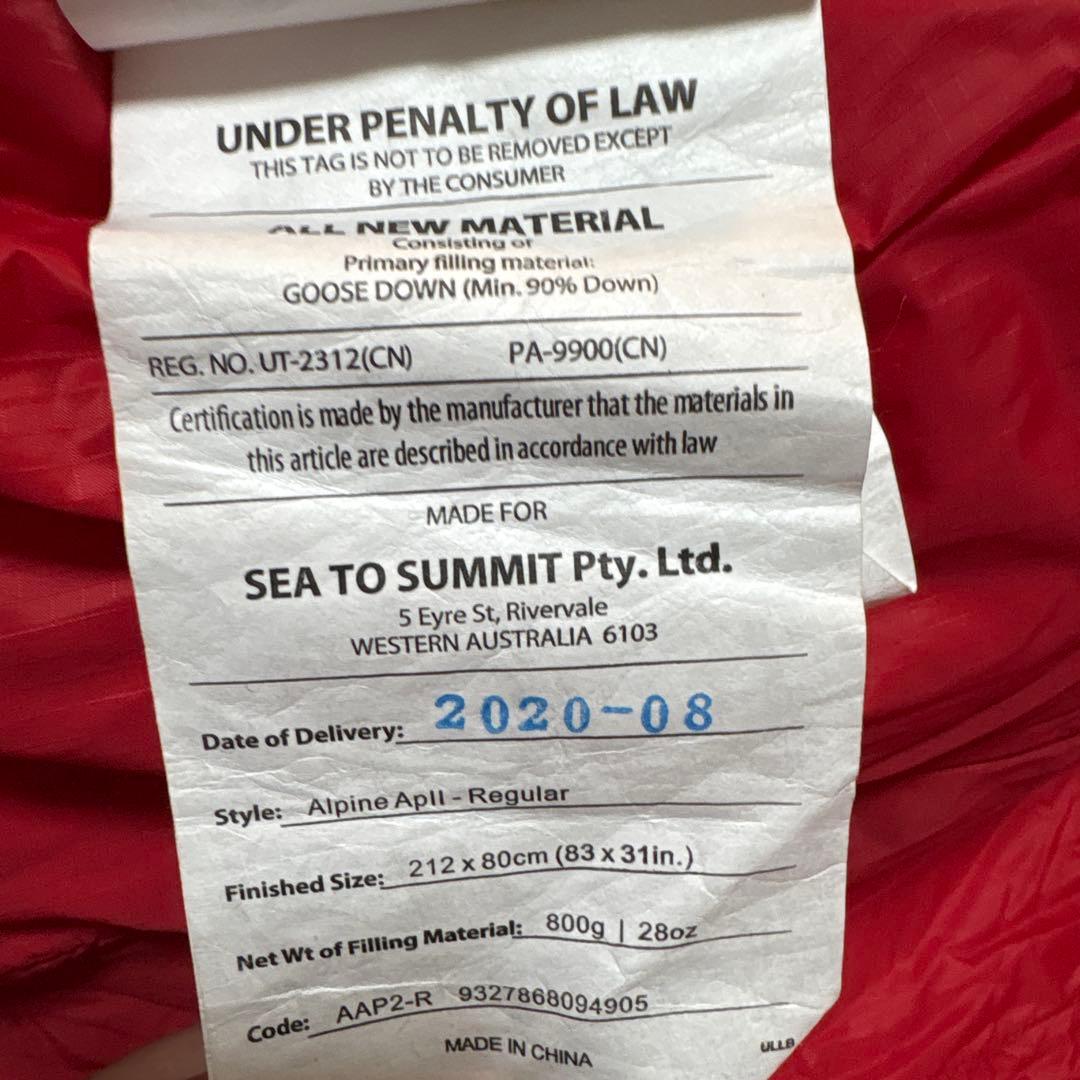 UNDER PENALTY OF LAW
THIS TAG IS NOT TO BE REMOVED EXCEPT
BY THE CONSUMER
ALL NEW MATERIAL
Consisting of
Primary filling material:
GOOSE DOWN (Min. 90% Down)
REG. NO. UT-2312(CN) PA-9900(CN)
Certification is made by the manufacturer that the materials in
this article are described in accordance with law
MADE FOR
SEA TO SUMMIT Pty. Ltd.
5 Eyre St, Rivervale
WESTERN AUSTRALIA 6103
Date of Delivery: 2020-08
Style: Alpine ApII - Regular
Finished Size: 212 x 80cm (83 x 31in.)
Net Wt of Filling Material: 800g | 28oz
Code: AAP2-R 9327868094905
MADE IN CHINA
ULLB